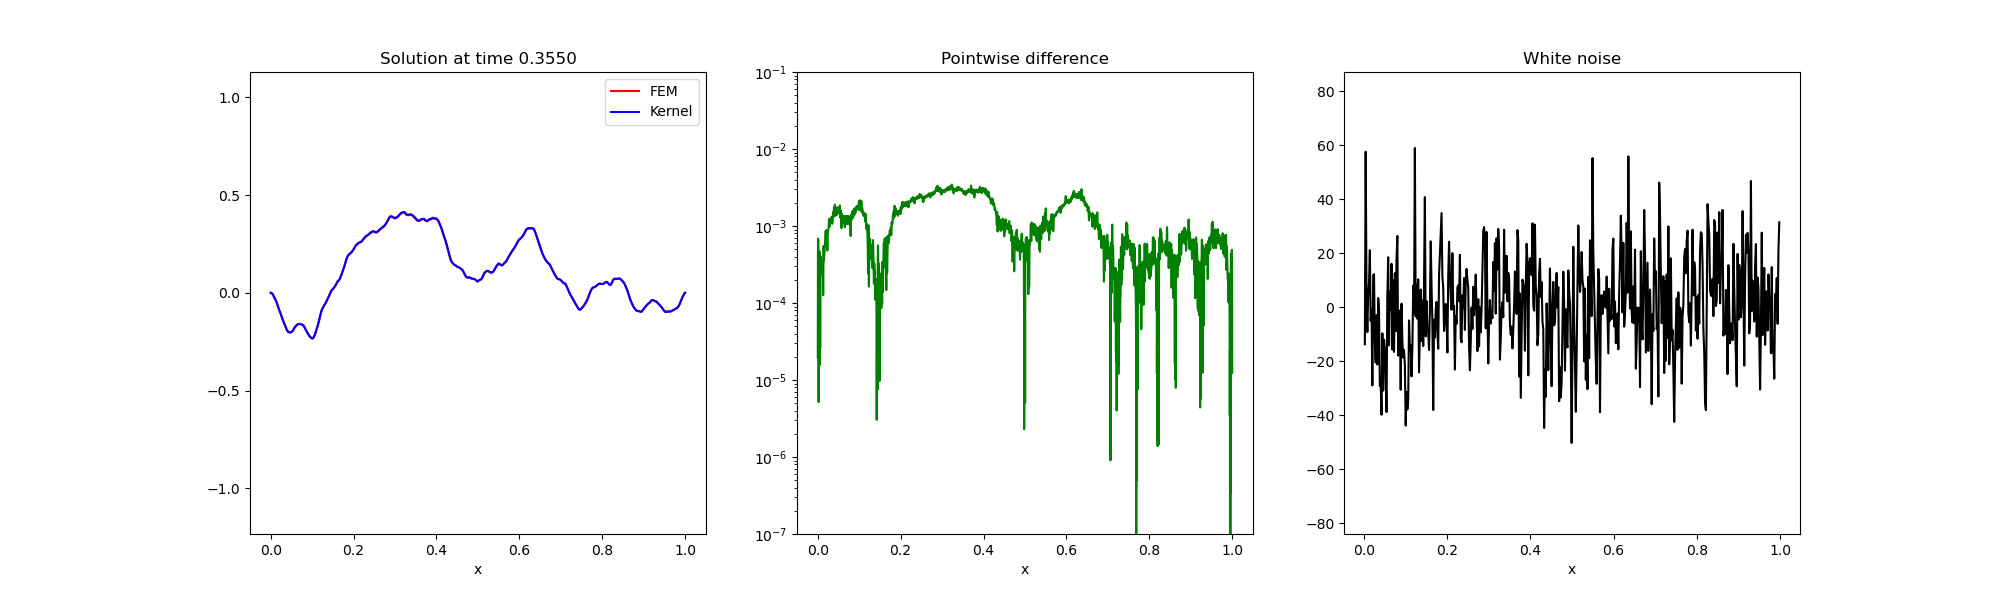 Solution at time 0.3550
1.0
0.5
0.0
−0.5
−1.0
FEM
Kernel
0.0 0.2 0.4 0.6 0.8 1.0
x
Pointwise difference
10⁻¹
10⁻²
10⁻³
10⁻⁴
10⁻⁵
10⁻⁶
10⁻⁷
0.0 0.2 0.4 0.6 0.8 1.0
x
White noise
80
60
40
20
0
−20
−40
−60
−80
0.0 0.2 0.4 0.6 0.8 1.0
x